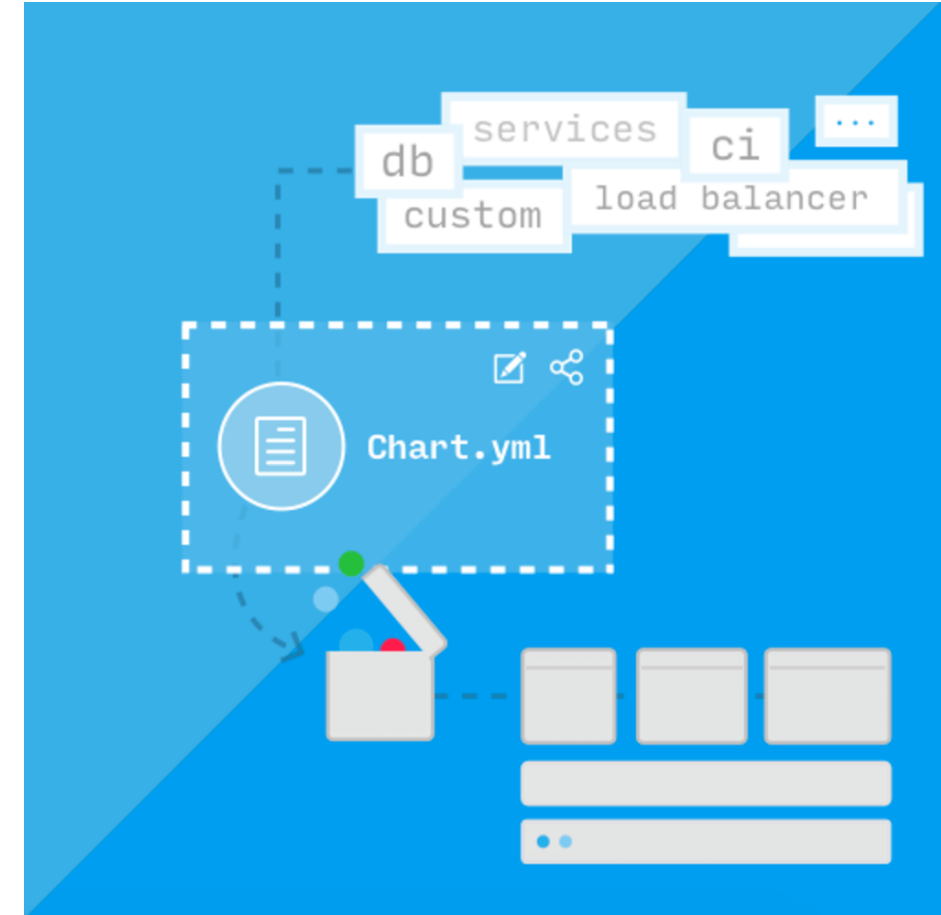 services
...
ci
db
load balancer
custom
Chart.yml